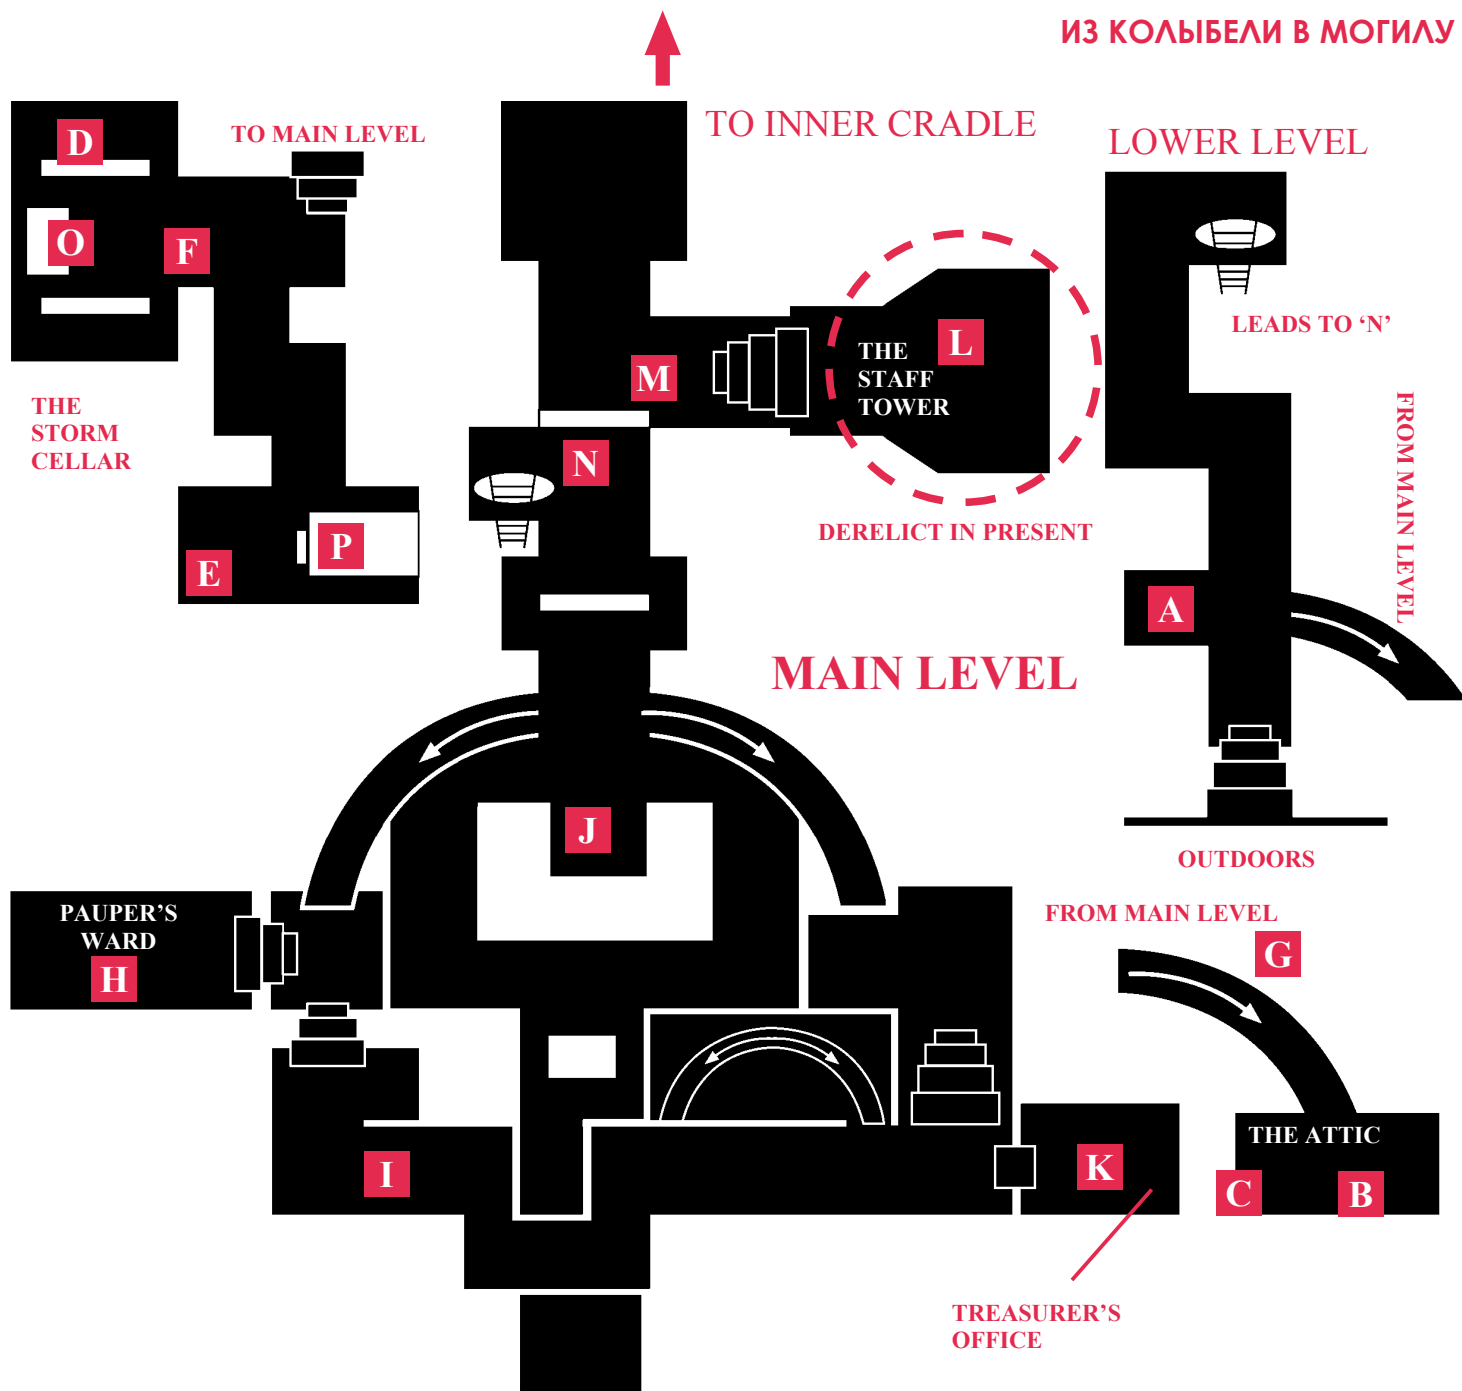 ИЗ КОЛЫБЕЛИ В МОГИЛУ
TO INNER CRADLE
LOWER LEVEL
D
TO MAIN LEVEL
O
F
LEADS TO ‘N’
THE
STAFF
TOWER
L
M
THE
STORM
CELLAR
FROM MAIN LEVEL
N
DERELICT IN PRESENT
P
E
A
MAIN LEVEL
J
OUTDOORS
PAUPER’S
WARD
H
FROM MAIN LEVEL
G
THE ATTIC
I
K
C
B
TREASURER’S
OFFICE